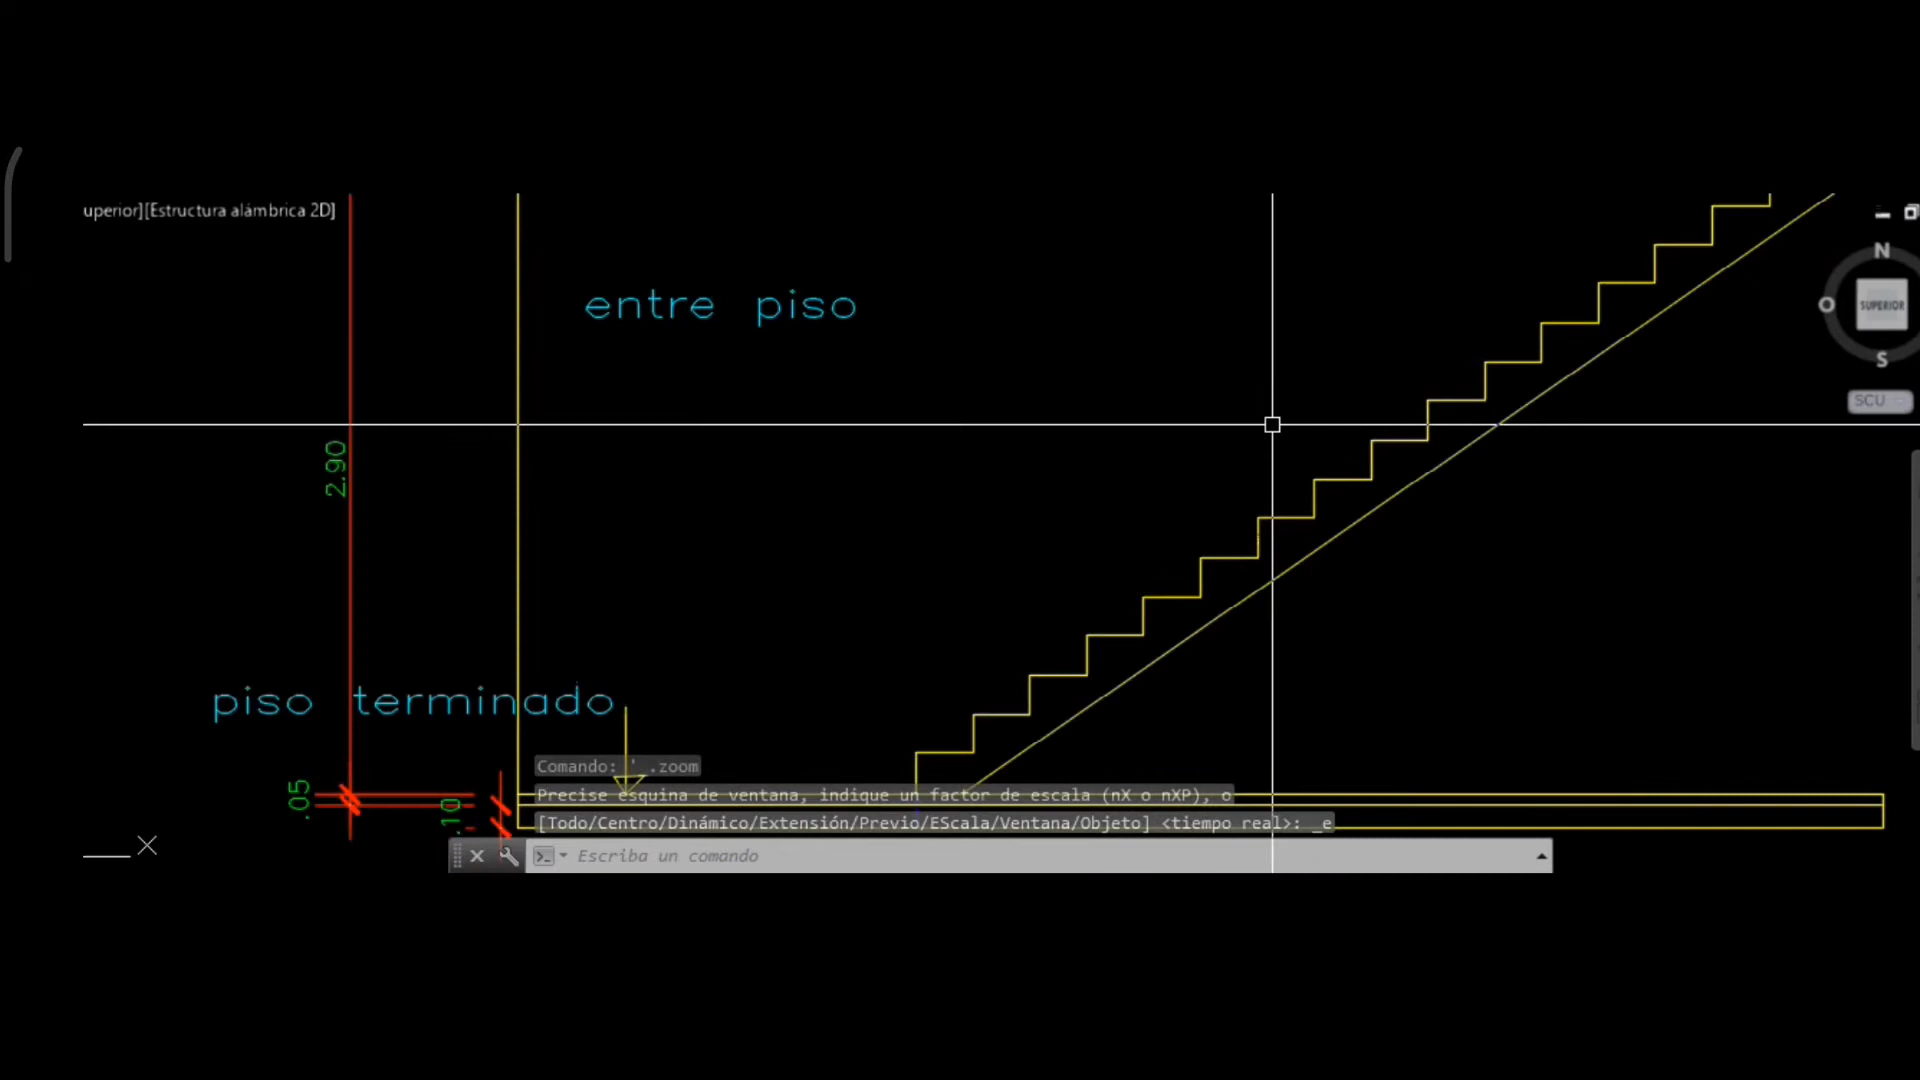 uperior][Estructura alámbrica 2D]
N
entre piso
O
SUPERIOR
S
SCU
2.90
piso terminado
Comando: '_.zoom
.05
Precise esquina de ventana, indique un factor de escala (nX o nXP), o
.10
[Todo/Centro/Dinámico/Extensión/Previo/EScala/Ventana/Objeto] <tiempo real>: _e
X
Escriba un comando